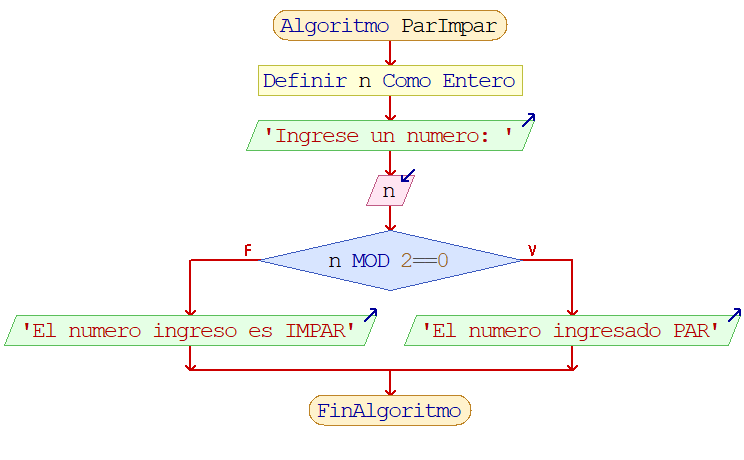 Algoritmo ParImpar
Definir n Como Entero
'Ingrese un numero: '
n
F
V
n MOD 2==0
'El numero ingreso es IMPAR'
'El numero ingresado PAR'
FinAlgoritmo